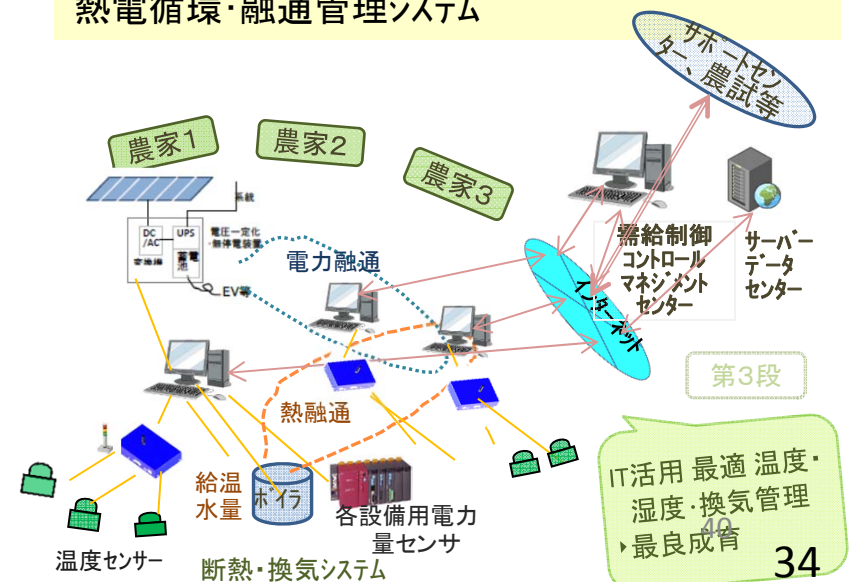 熱電循環･融通管理システム
サポートセン
ター、農試等
農家１
農家２
農家３
系統
DC
/AC
UPS
電圧一定化
・無停電装置
蓄電
池
EV等
電力融通
需給制御
コントロール
マネジメント
センター
サーバー
データ
センター
インターネット
第３段
熱融通
給温
水量
ボイラ
各設備用電力
量センサ
温度センサー
断熱・換気システム
IT活用 最適 温度・
湿度･換気管理
▸最良成育
40
34